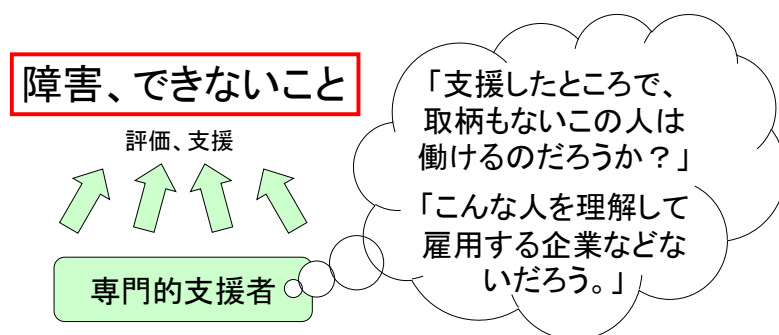 障害、できないこと
評価、支援
専門的支援者
「支援したところで、
取柄もないこの人は
働けるのだろうか？」
「こんな人を理解して
雇用する企業などな
いだろう。」